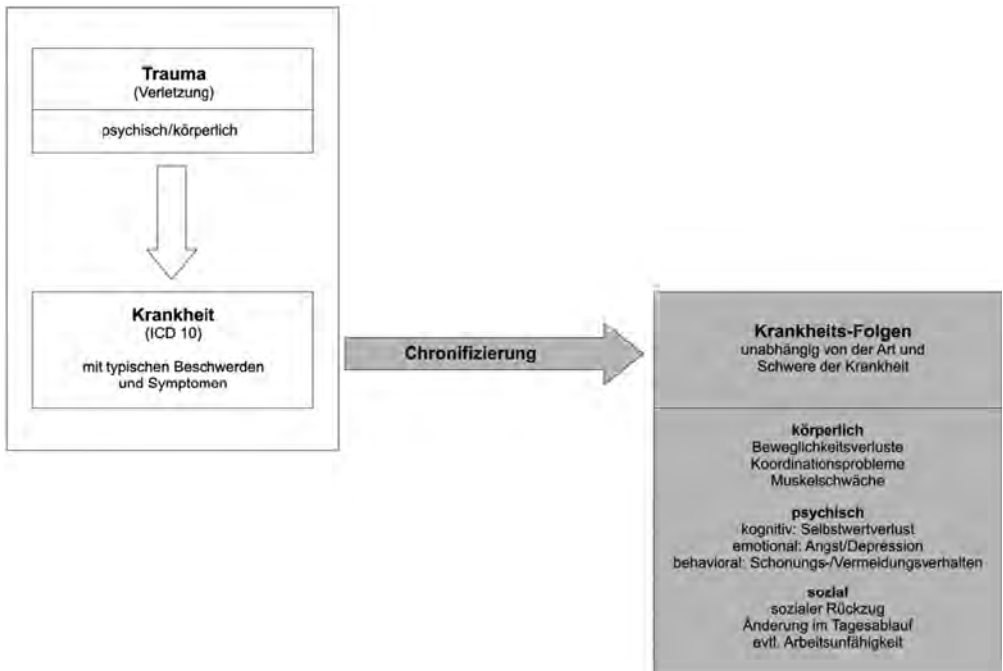 Trauma
(Verletzung)
psychisch/körperlich
Krankheit
(ICD 10)
mit typischen Beschwerden
und Symptomen
Chronifizierung
Krankheits-Folgen
unabhängig von der Art und
Schwere der Krankheit
körperlich
Beweglichkeitsverluste
Koordinationsprobleme
Muskelschwäche
psychisch
kognitiv: Selbstwertverlust
emotional: Angst/Depression
behavioral: Schonungs-/Vermeidungsverhalten
sozial
sozialer Rückzug
Änderung im Tagesablauf
evtl. Arbeitsunfähigkeit